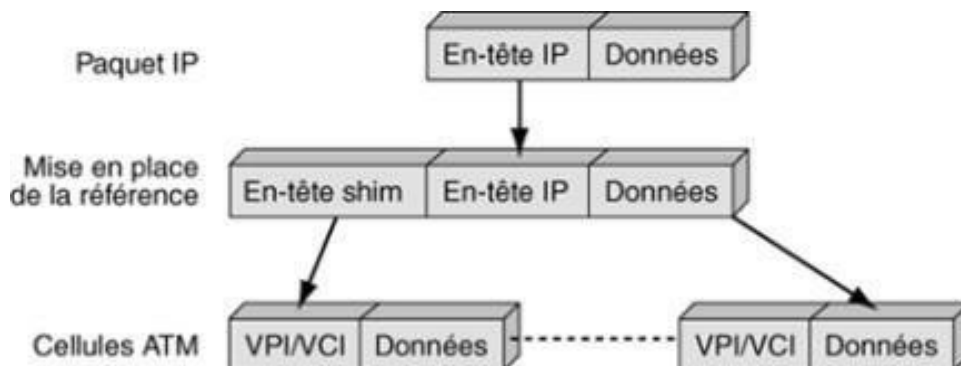 Paquet IP
En-tête IP Données
Mise en place
de la référence
En-tête shim En-tête IP Données
Cellules ATM
VPI/VCI Données VPI/VCI Données